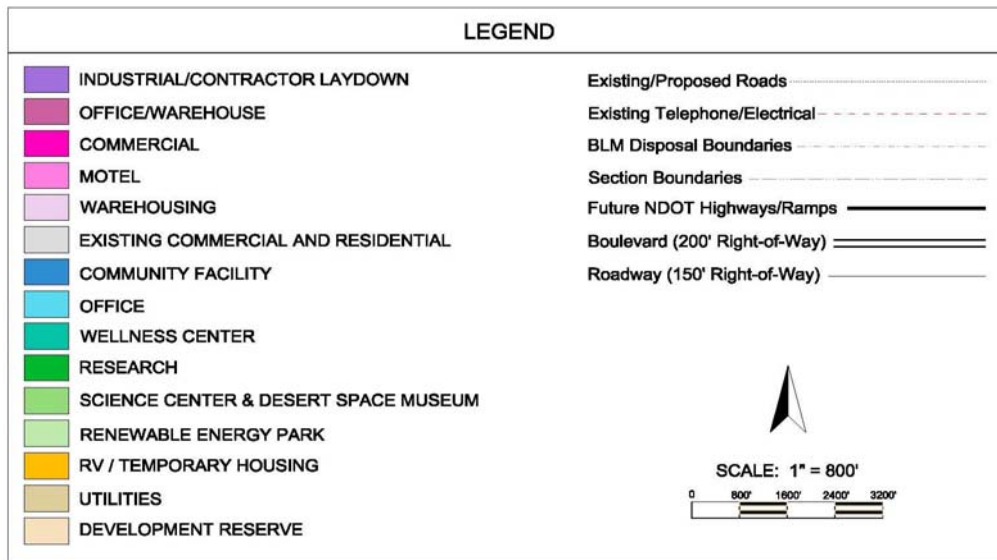 LEGEND
INDUSTRIAL/CONTRACTOR LAYDOWN
OFFICE/WAREHOUSE
COMMERCIAL
MOTEL
WAREHOUSING
EXISTING COMMERCIAL AND RESIDENTIAL
COMMUNITY FACILITY
OFFICE
WELLNESS CENTER
RESEARCH
SCIENCE CENTER & DESERT SPACE MUSEUM
RENEWABLE ENERGY PARK
RV / TEMPORARY HOUSING
UTILITIES
DEVELOPMENT RESERVE
Existing/Proposed Roads
Existing Telephone/Electrical
BLM Disposal Boundaries
Section Boundaries
Future NDOT Highways/Ramps
Boulevard (200' Right-of-Way)
Roadway (150' Right-of-Way)
SCALE: 1" = 800'
0 800' 1600' 2400' 3200'